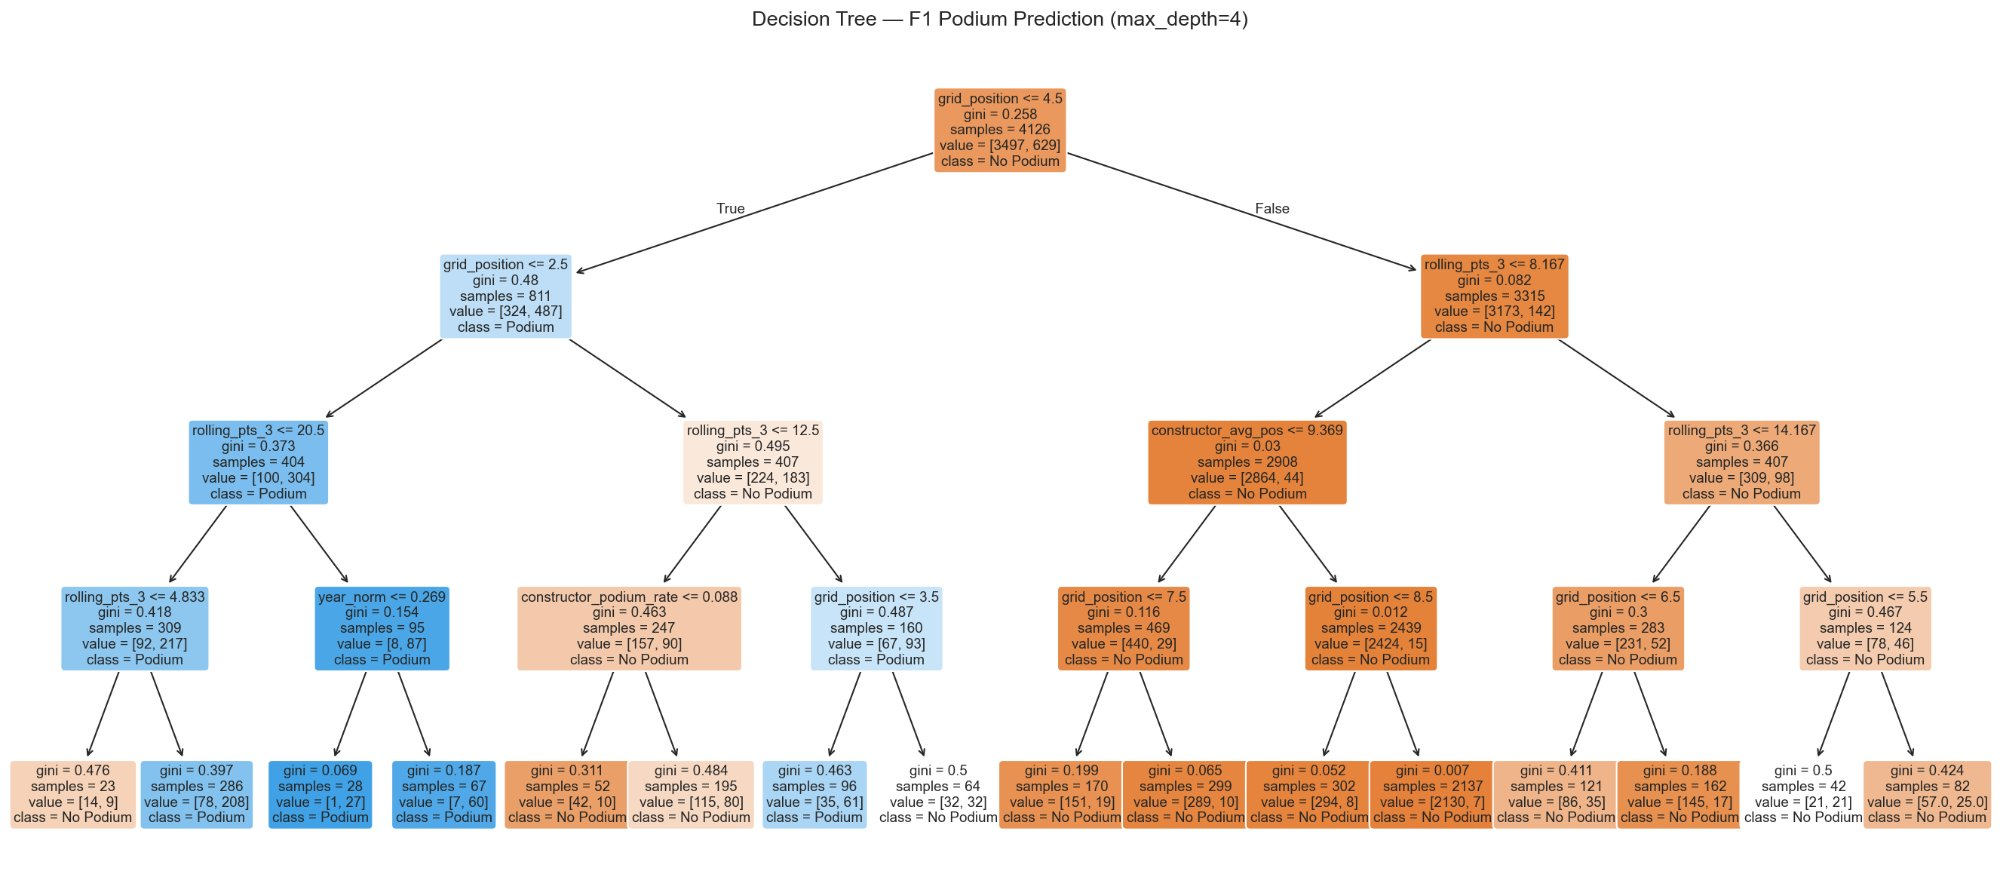 Decision Tree — F1 Podium Prediction (max_depth=4)
grid_position <= 4.5
gini = 0.258
samples = 4126
value = [3497, 629]
class = No Podium
True
False
grid_position <= 2.5
gini = 0.48
samples = 811
value = [324, 487]
class = Podium
rolling_pts_3 <= 8.167
gini = 0.082
samples = 3315
value = [3173, 142]
class = No Podium
rolling_pts_3 <= 20.5
gini = 0.373
samples = 404
value = [100, 304]
class = Podium
rolling_pts_3 <= 12.5
gini = 0.495
samples = 407
value = [224, 183]
class = No Podium
constructor_avg_pos <= 9.369
gini = 0.03
samples = 2908
value = [2864, 44]
class = No Podium
rolling_pts_3 <= 14.167
gini = 0.366
samples = 407
value = [309, 98]
class = No Podium
rolling_pts_3 <= 4.833
gini = 0.418
samples = 309
value = [92, 217]
class = Podium
year_norm <= 0.269
gini = 0.154
samples = 95
value = [8, 87]
class = Podium
constructor_podium_rate <= 0.088
gini = 0.463
samples = 247
value = [157, 90]
class = No Podium
grid_position <= 3.5
gini = 0.487
samples = 160
value = [67, 93]
class = Podium
grid_position <= 7.5
gini = 0.116
samples = 469
value = [440, 29]
class = No Podium
grid_position <= 8.5
gini = 0.012
samples = 2439
value = [2424, 15]
class = No Podium
grid_position <= 6.5
gini = 0.3
samples = 283
value = [231, 52]
class = No Podium
grid_position <= 5.5
gini = 0.467
samples = 124
value = [78, 46]
class = No Podium
gini = 0.476
samples = 23
value = [14, 9]
class = No Podium
gini = 0.397
samples = 286
value = [78, 208]
class = Podium
gini = 0.069
samples = 28
value = [1, 27]
class = Podium
gini = 0.187
samples = 67
value = [7, 60]
class = Podium
gini = 0.311
samples = 52
value = [42, 10]
class = No Podium
gini = 0.484
samples = 195
value = [115, 80]
class = No Podium
gini = 0.463
samples = 96
value = [35, 61]
class = Podium
gini = 0.5
samples = 64
value = [32, 32]
class = No Podium
gini = 0.199
samples = 170
value = [151, 19]
class = No Podium
gini = 0.065
samples = 299
value = [289, 10]
class = No Podium
gini = 0.052
samples = 302
value = [294, 8]
class = No Podium
gini = 0.007
samples = 2137
value = [2130, 7]
class = No Podium
gini = 0.411
samples = 121
value = [86, 35]
class = No Podium
gini = 0.188
samples = 162
value = [145, 17]
class = No Podium
gini = 0.5
samples = 42
value = [21, 21]
class = No Podium
gini = 0.424
samples = 82
value = [57.0, 25.0]
class = No Podium